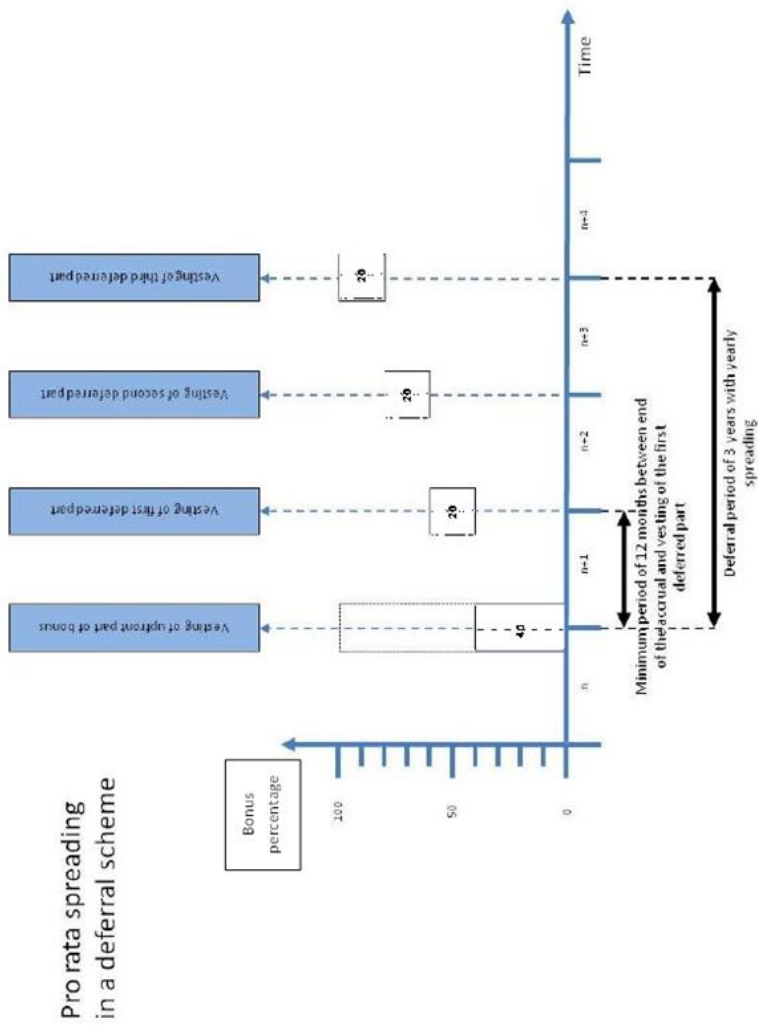 Pro rata spreading
in a deferral scheme
Bonus
percentage
Vesting of upfront part of bonus
Vesting of first deferred part
Vesting of second deferred
part
Vesting of third deferred part
100
50
0
40
20
20
20
n
n+1
n+2
n+3
n+4
Time
Minimum period of 12 months between end
of the accrual and vesting of the first
deferred part
Deferral period of 3 years with yearly
spreading